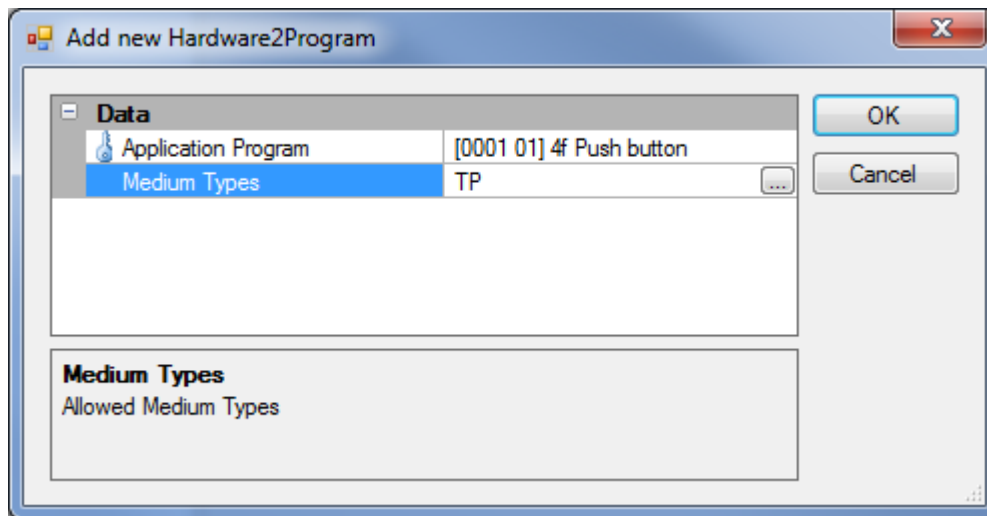 Add new Hardware2Program
Data
OK
Application Program [0001 01] 4f Push button
Medium Types TP ...
Cancel
Medium Types
Allowed Medium Types